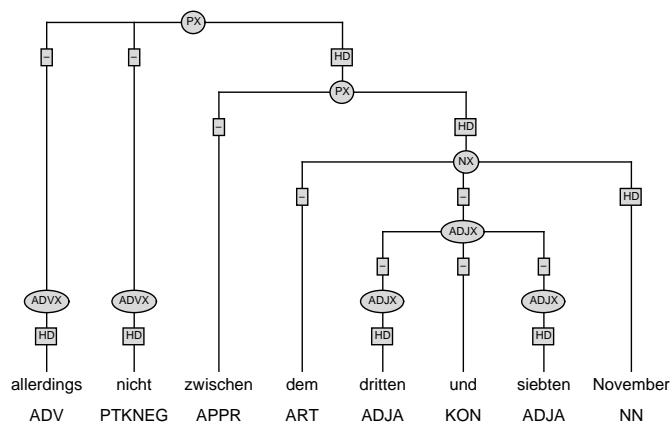 PX
– – HD
PX
– HD
NX
– – HD
ADJX
– – –
ADVX ADVX ADJX ADJX
HD HD HD HD
allerdings nicht zwischen dem dritten und siebten November
ADV PTKNEG APPR ART ADJA KON ADJA NN